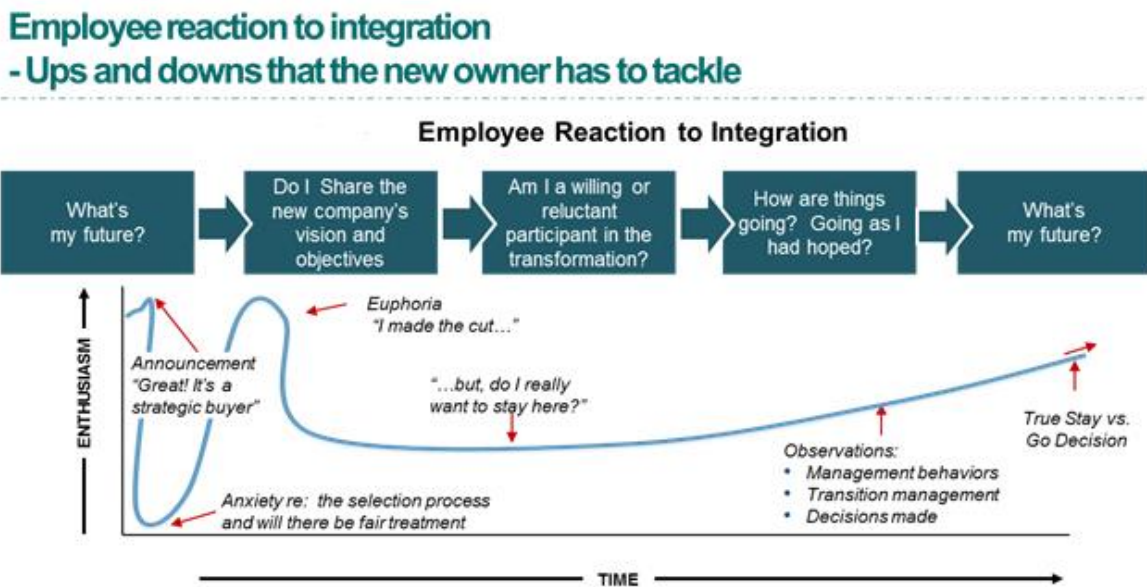 Employee reaction to integration
- Ups and downs that the new owner has to tackle
Employee Reaction to Integration
What's
my future?
Do I Share the
new company's
vision and
objectives
Am I a willing or
reluctant
participant in the
transformation?
How are things
going? Going as I
had hoped?
What's
my future?
ENTHUSIASM
Announcement
"Great! It's a
strategic buyer"
Euphoria
"I made the cut…"
"…but, do I really
want to stay here?"
Anxiety re: the selection process
and will there be fair treatment
Observations:
• Management behaviors
• Transition management
• Decisions made
True Stay vs.
Go Decision
TIME